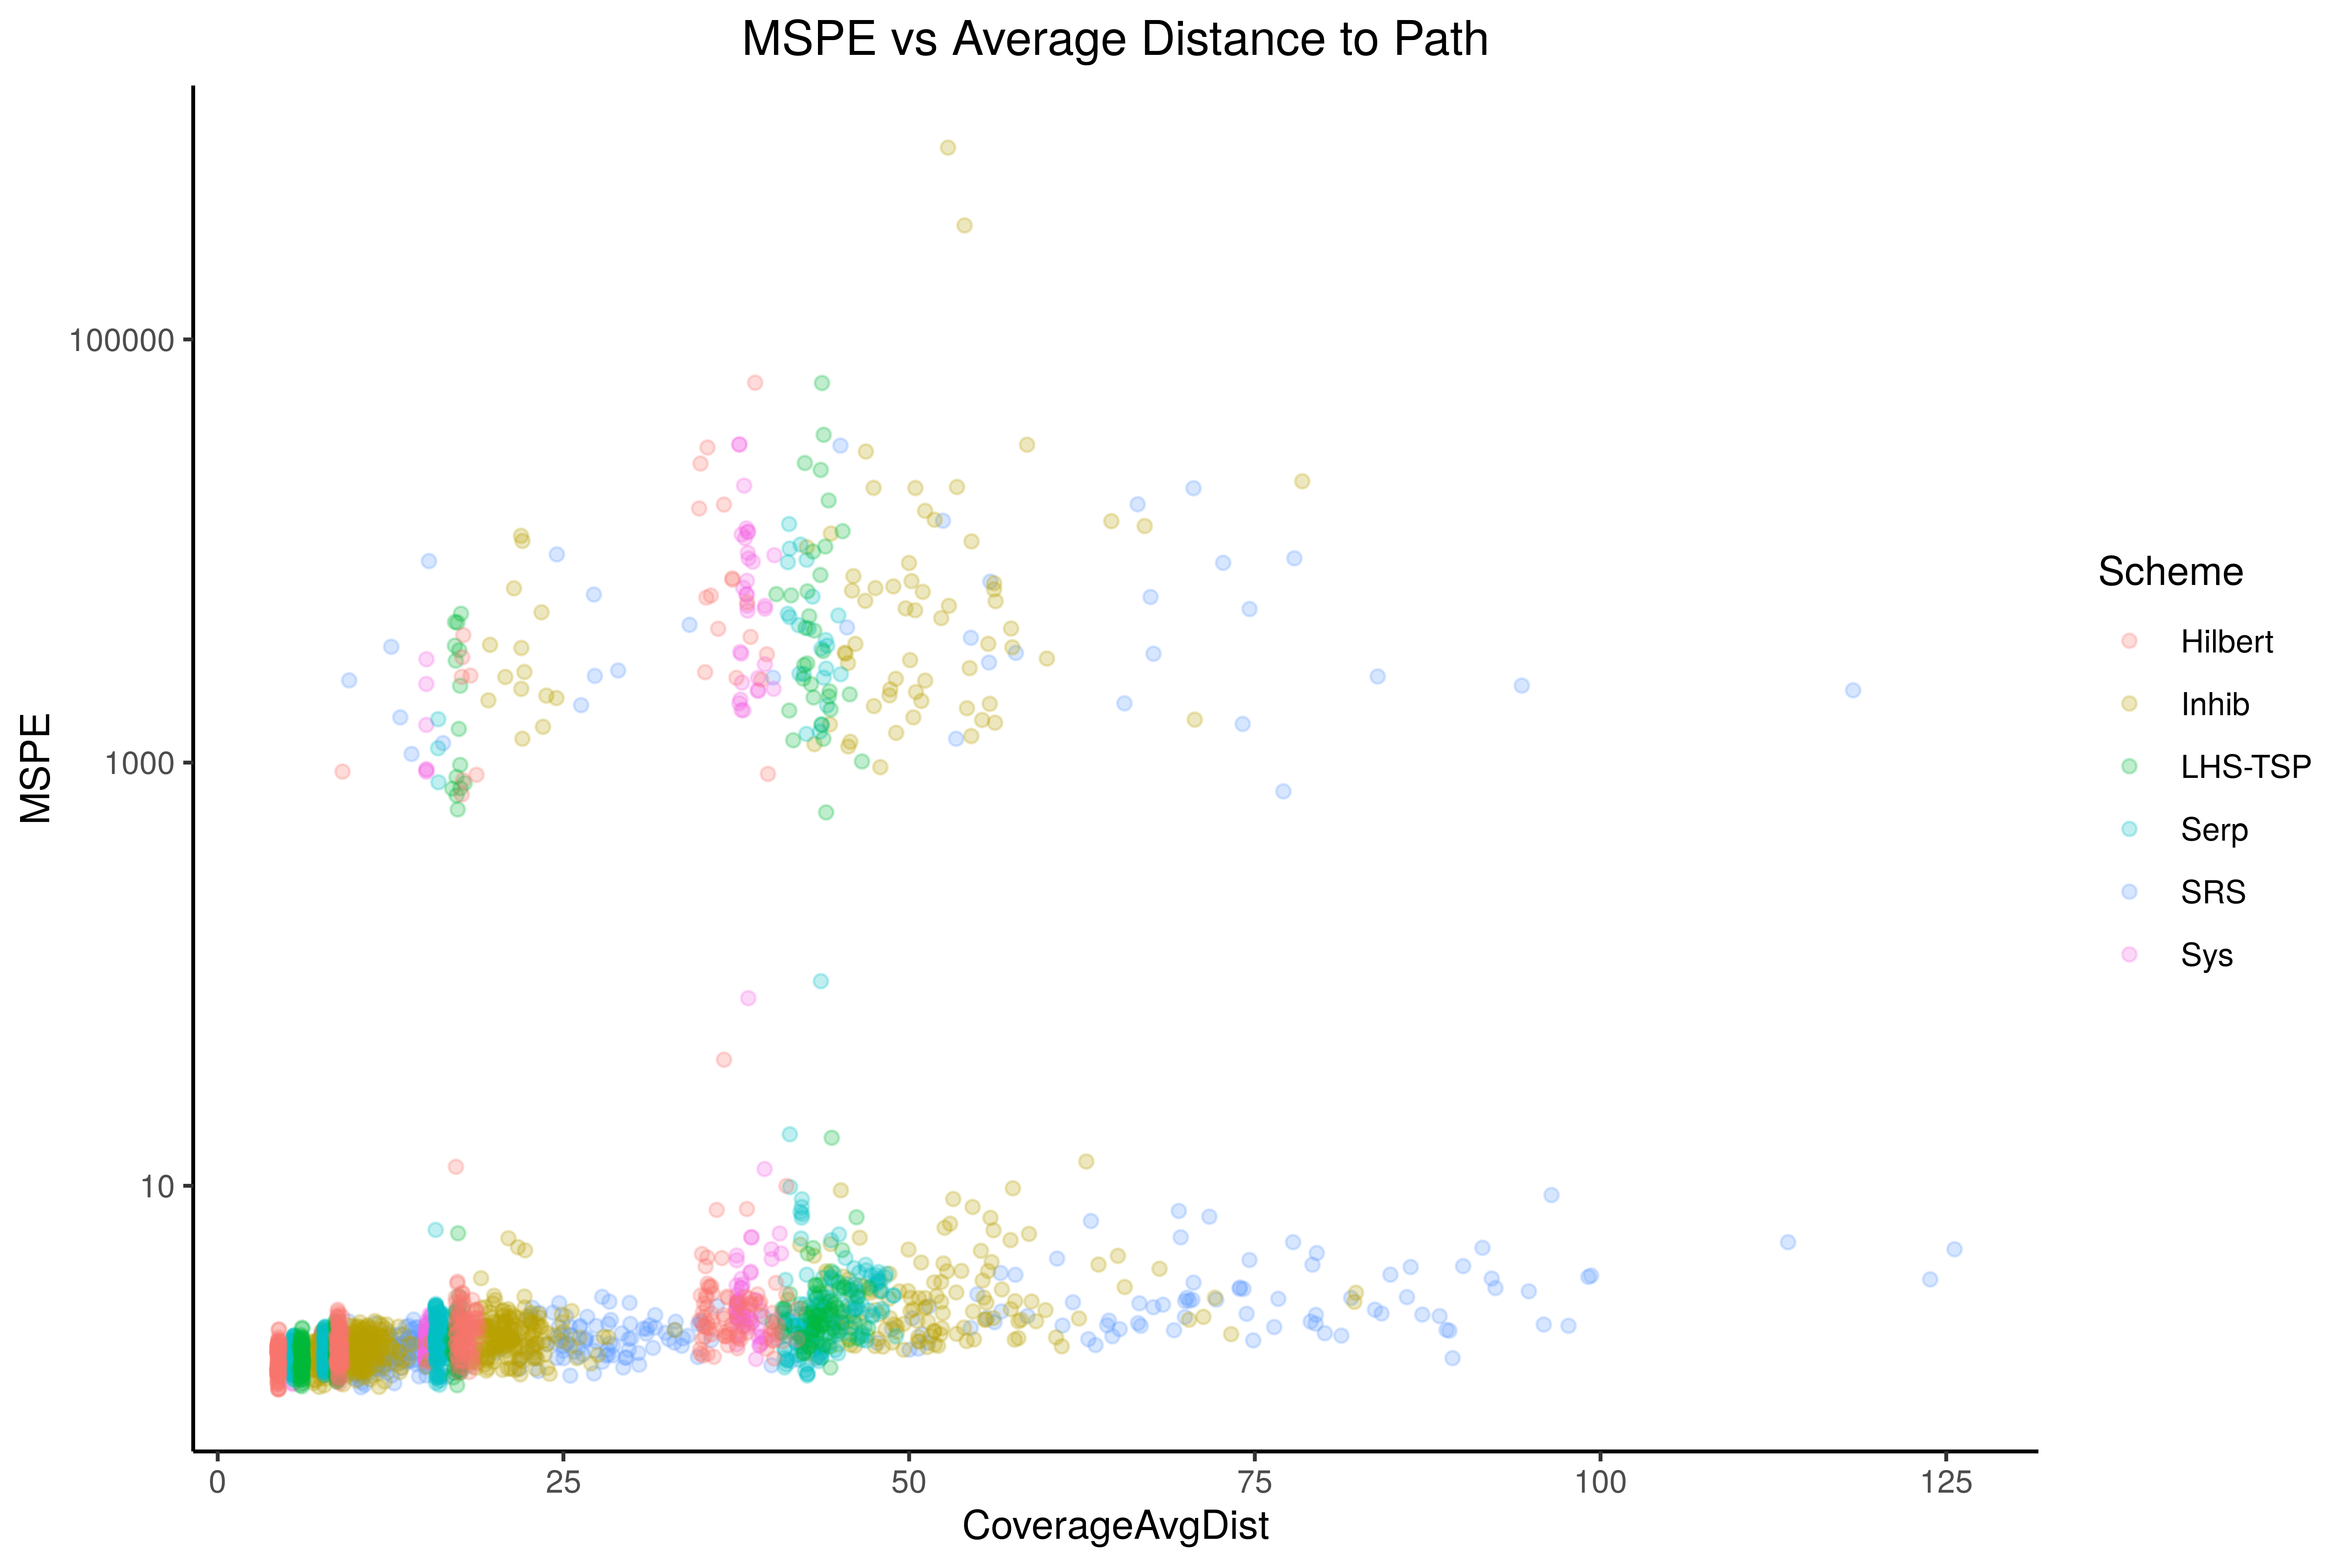 MSPE vs Average Distance to Path
MSPE
100000
1000
10
0 25 50 75 100 125
CoverageAvgDist
Scheme
Hilbert
Inhib
LHS-TSP
Serp
SRS
Sys